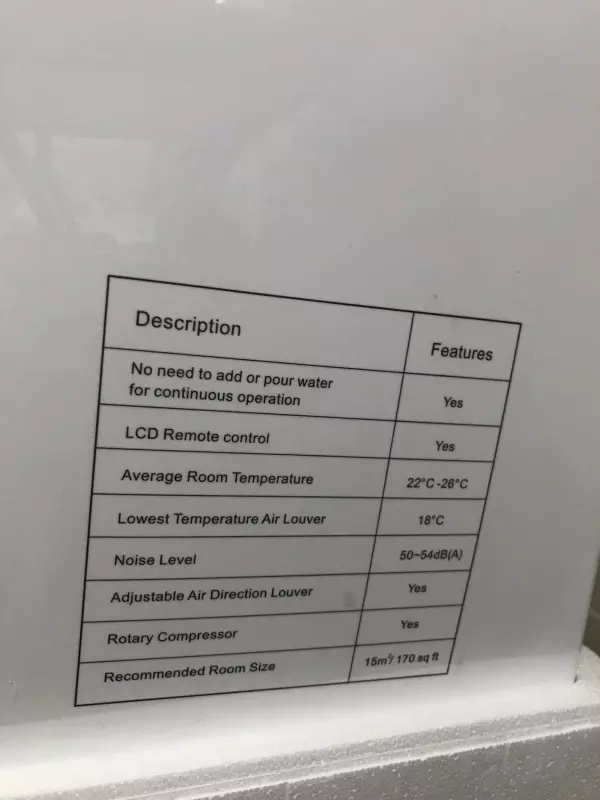 Description Features
No need to add or pour water
for continuous operation Yes
LCD Remote control Yes
Average Room Temperature 22°C-26°C
Lowest Temperature Air Louver 18°C
Noise Level 50~54dB(A)
Adjustable Air Direction Louver Yes
Rotary Compressor Yes
Recommended Room Size 15m²/ 170 sq ft